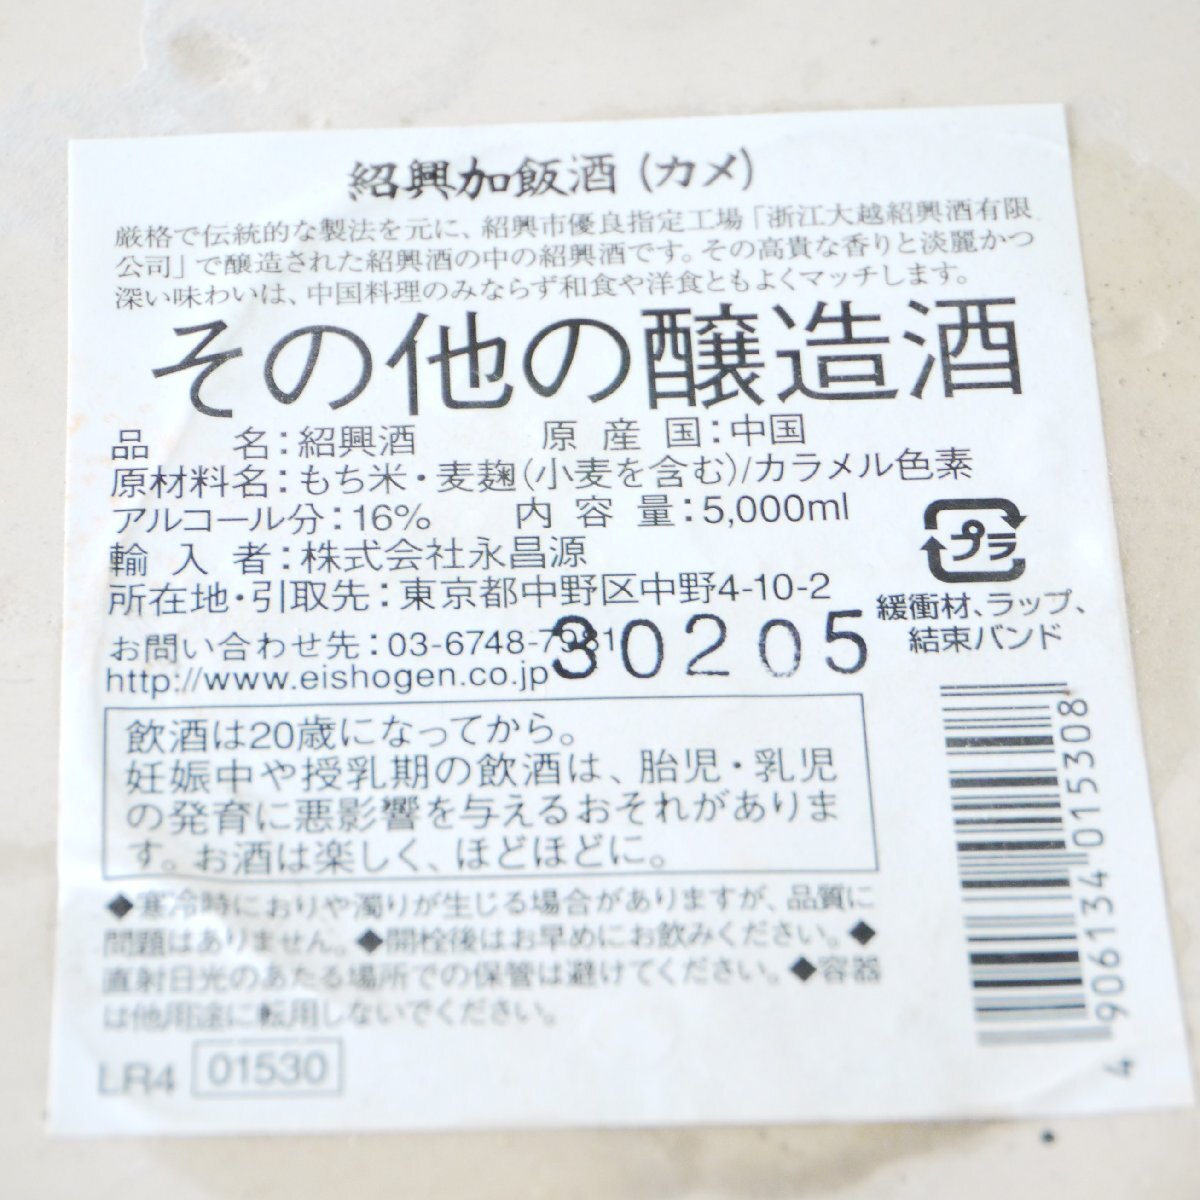 紹興加飯酒（カメ）
厳格で伝統的な製法を元に、紹興市優良指定工場「浙江大越紹興酒有限
公司」で醸造された紹興酒の中の紹興酒です。その高貴な香りと淡麗かつ
深い味わいは、中国料理のみならず和食や洋食ともよくマッチします。
その他の醸造酒
品　名：紹興酒　原産国：中国
原材料名：もち米・麦麹（小麦を含む）/カラメル色素
アルコール分：16%　内容量：5,000ml
輸入者：株式会社永昌源
所在地・引取先：東京都中野区中野4-10-2
お問い合わせ先：03-6748-7981
http://www.eishogen.co.jp
30205
プラ
緩衝材、ラップ、
結束バンド
飲酒は20歳になってから。
妊娠中や授乳期の飲酒は、胎児・乳児
の発育に悪影響を与えるおそれがありま
す。お酒は楽しく、ほどほどに。
◆寒冷時におりや濁りが生じる場合がありますが、品質に
問題はありません。◆開栓後はお早めにお飲みください。◆
直射日光のあたる場所での保管は避けてください。◆容器
は他用途に転用しないでください。
LR4 01530
4906134015308